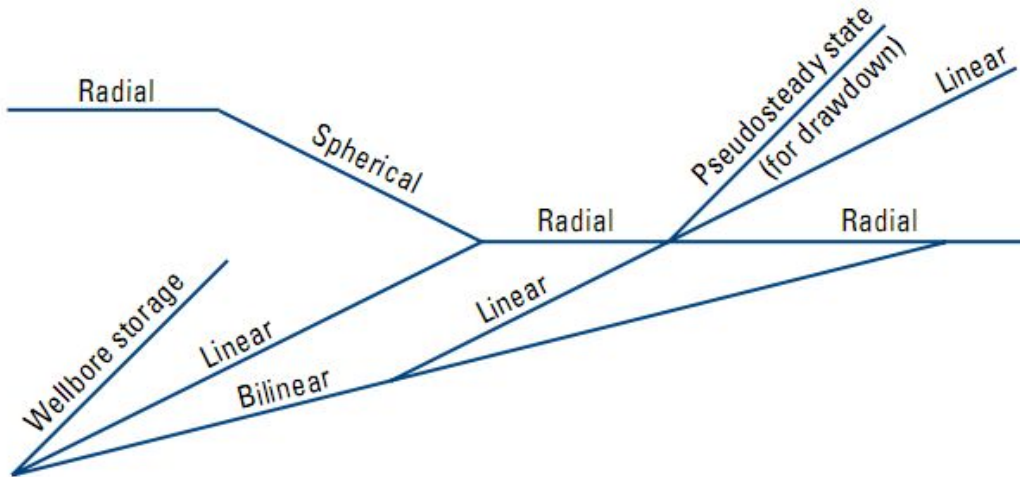 Radial
Spherical
Pseudosteady state
(for drawdown)
Linear
Radial
Radial
Wellbore storage
Linear
Linear
Bilinear